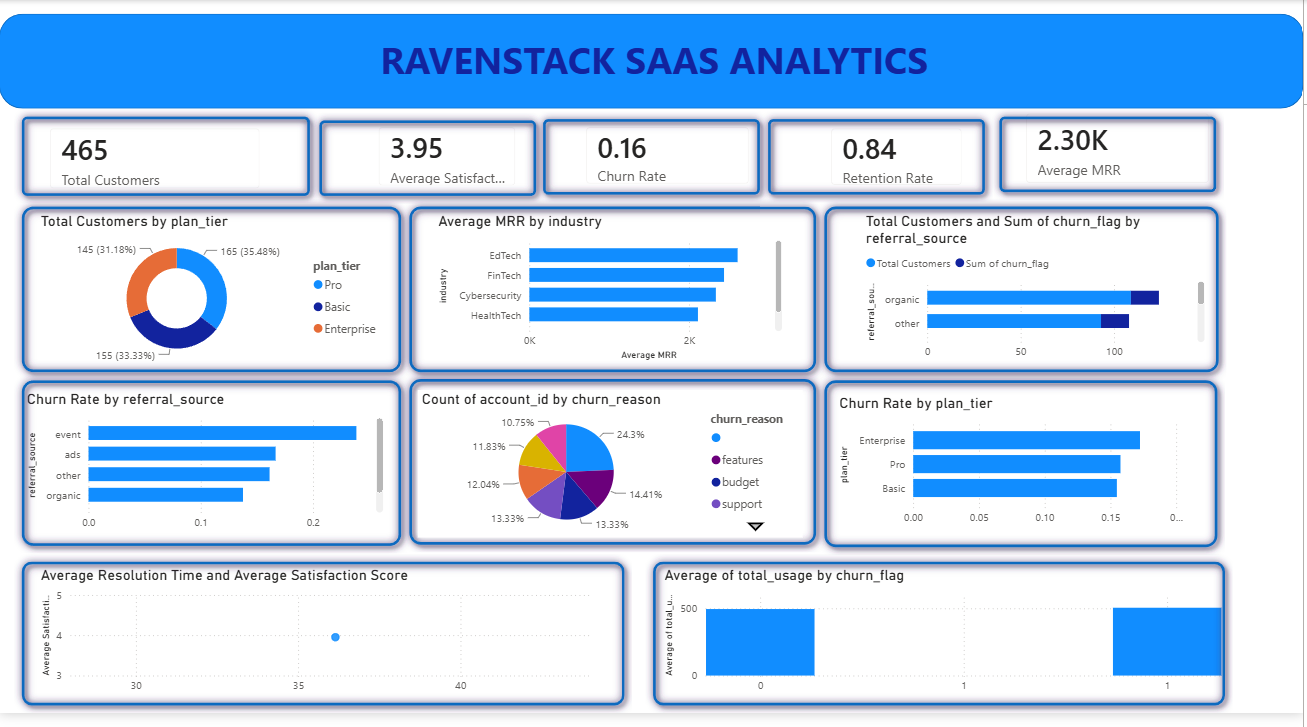 RAVENSTACK SAAS ANALYTICS
465
Total Customers
3.95
Average Satisfact...
0.16
Churn Rate
0.84
Retention Rate
2.30K
Average MRR
Total Customers by plan_tier
145 (31.18%)
165 (35.48%)
155 (33.33%)
plan_tier
Pro
Basic
Enterprise
Average MRR by industry
industry
EdTech
FinTech
Cybersecurity
HealthTech
0K
2K
Average MRR
Total Customers and Sum of churn_flag by
referral_source
Total Customers
Sum of churn_flag
referral_sou...
organic
other
0
50
100
Churn Rate by referral_source
referral_source
event
ads
other
organic
0.0
0.1
0.2
Count of account_id by churn_reason
10.75%
24.3%
11.83%
12.04%
14.41%
13.33%
13.33%
churn_reason
features
budget
support
Churn Rate by plan_tier
plan_tier
Enterprise
Pro
Basic
0.00
0.05
0.10
0.15
0...
Average Resolution Time and Average Satisfaction Score
Average Satisfacti...
5
4
3
30
35
40
Average of total_usage by churn_flag
Average of total_u...
500
0
0
1
1